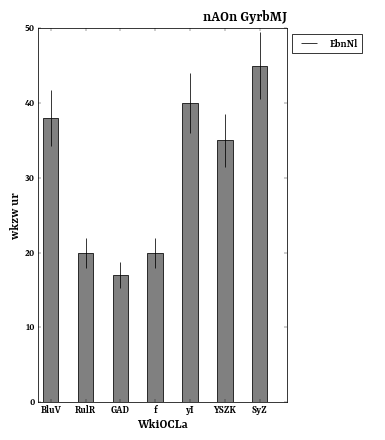 nAOn GyrbMJ
EbnNl
50
40
30
20
10
0
wkzw ur
BluV RulR GAD f yI YSZK SyZ
WkiOCLa